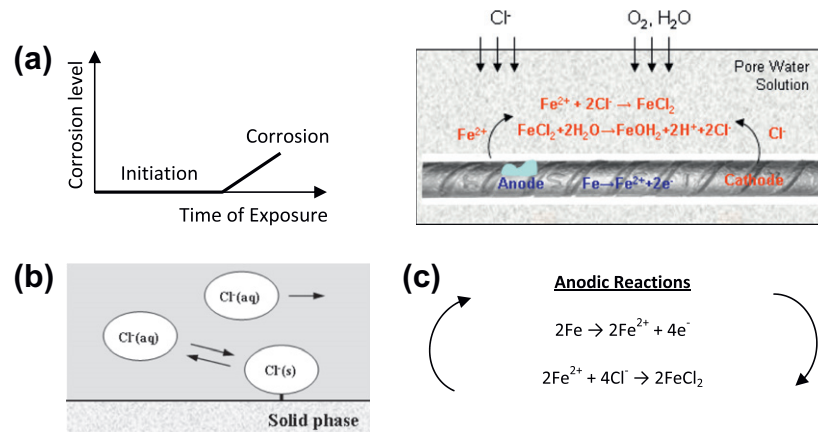 (a)
Corrosion level
Initiation
Corrosion
Time of Exposure
Cl-
O2, H2O
Pore Water
Solution
Fe2+ + 2Cl- → FeCl2
Fe2+
FeCl2+2H2O→FeOH2+2H++2Cl-
Cl-
Anode
Fe→Fe2++2e-
Cathode
(b)
Cl-(aq)
Cl-(aq)
Cl-(s)
Solid phase
(c)
Anodic Reactions
2Fe → 2Fe2+ + 4e-
2Fe2+ + 4Cl- → 2FeCl2